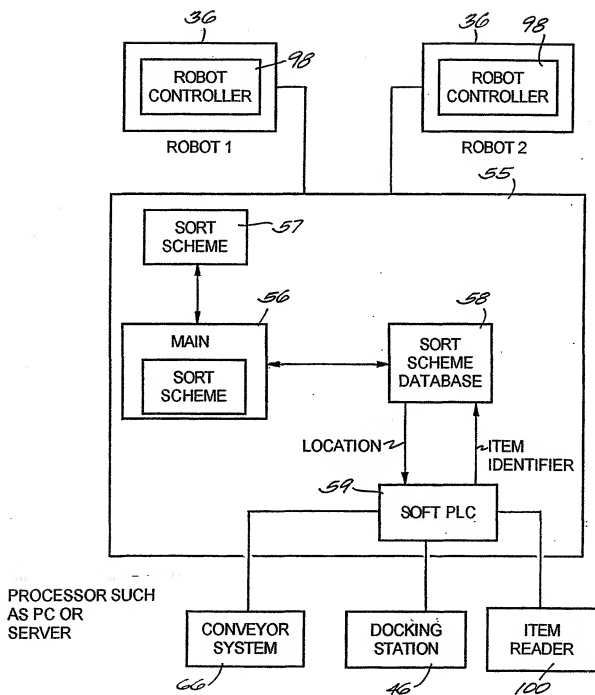 36
98
36
98
ROBOT
CONTROLLER
ROBOT
CONTROLLER
ROBOT 1
ROBOT 2
55
SORT
SCHEME
57
56
58
MAIN
SORT
SCHEME
SORT
SCHEME
DATABASE
LOCATION
ITEM
IDENTIFIER
59
SOFT PLC
PROCESSOR SUCH
AS PC OR
SERVER
CONVEYOR
SYSTEM
DOCKING
STATION
ITEM
READER
66
46
100